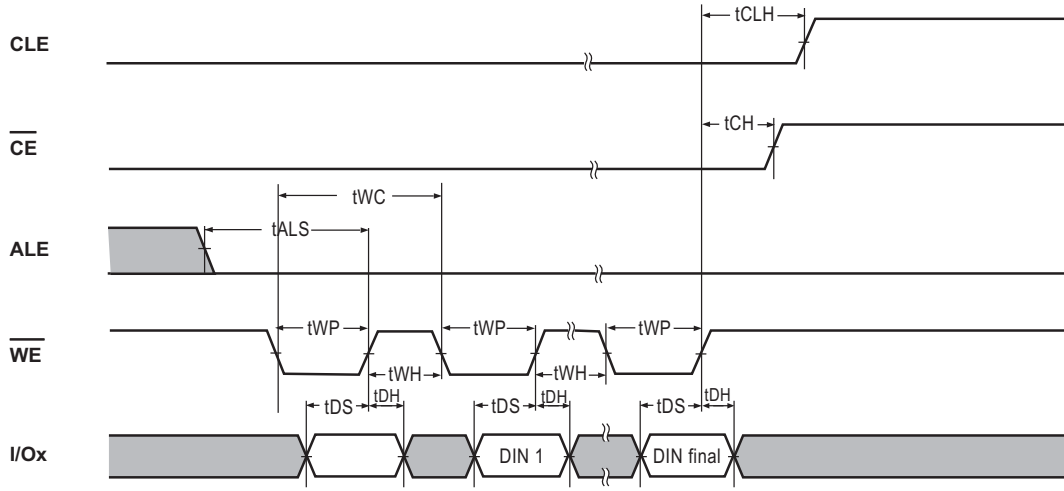 tCLH
CLE
tCH
CE
tWC
tALS
ALE
tWP tWP tWP
WE
tWH tWH
tDS tDH tDS tDH tDS tDH
I/Ox DIN 1 DIN final